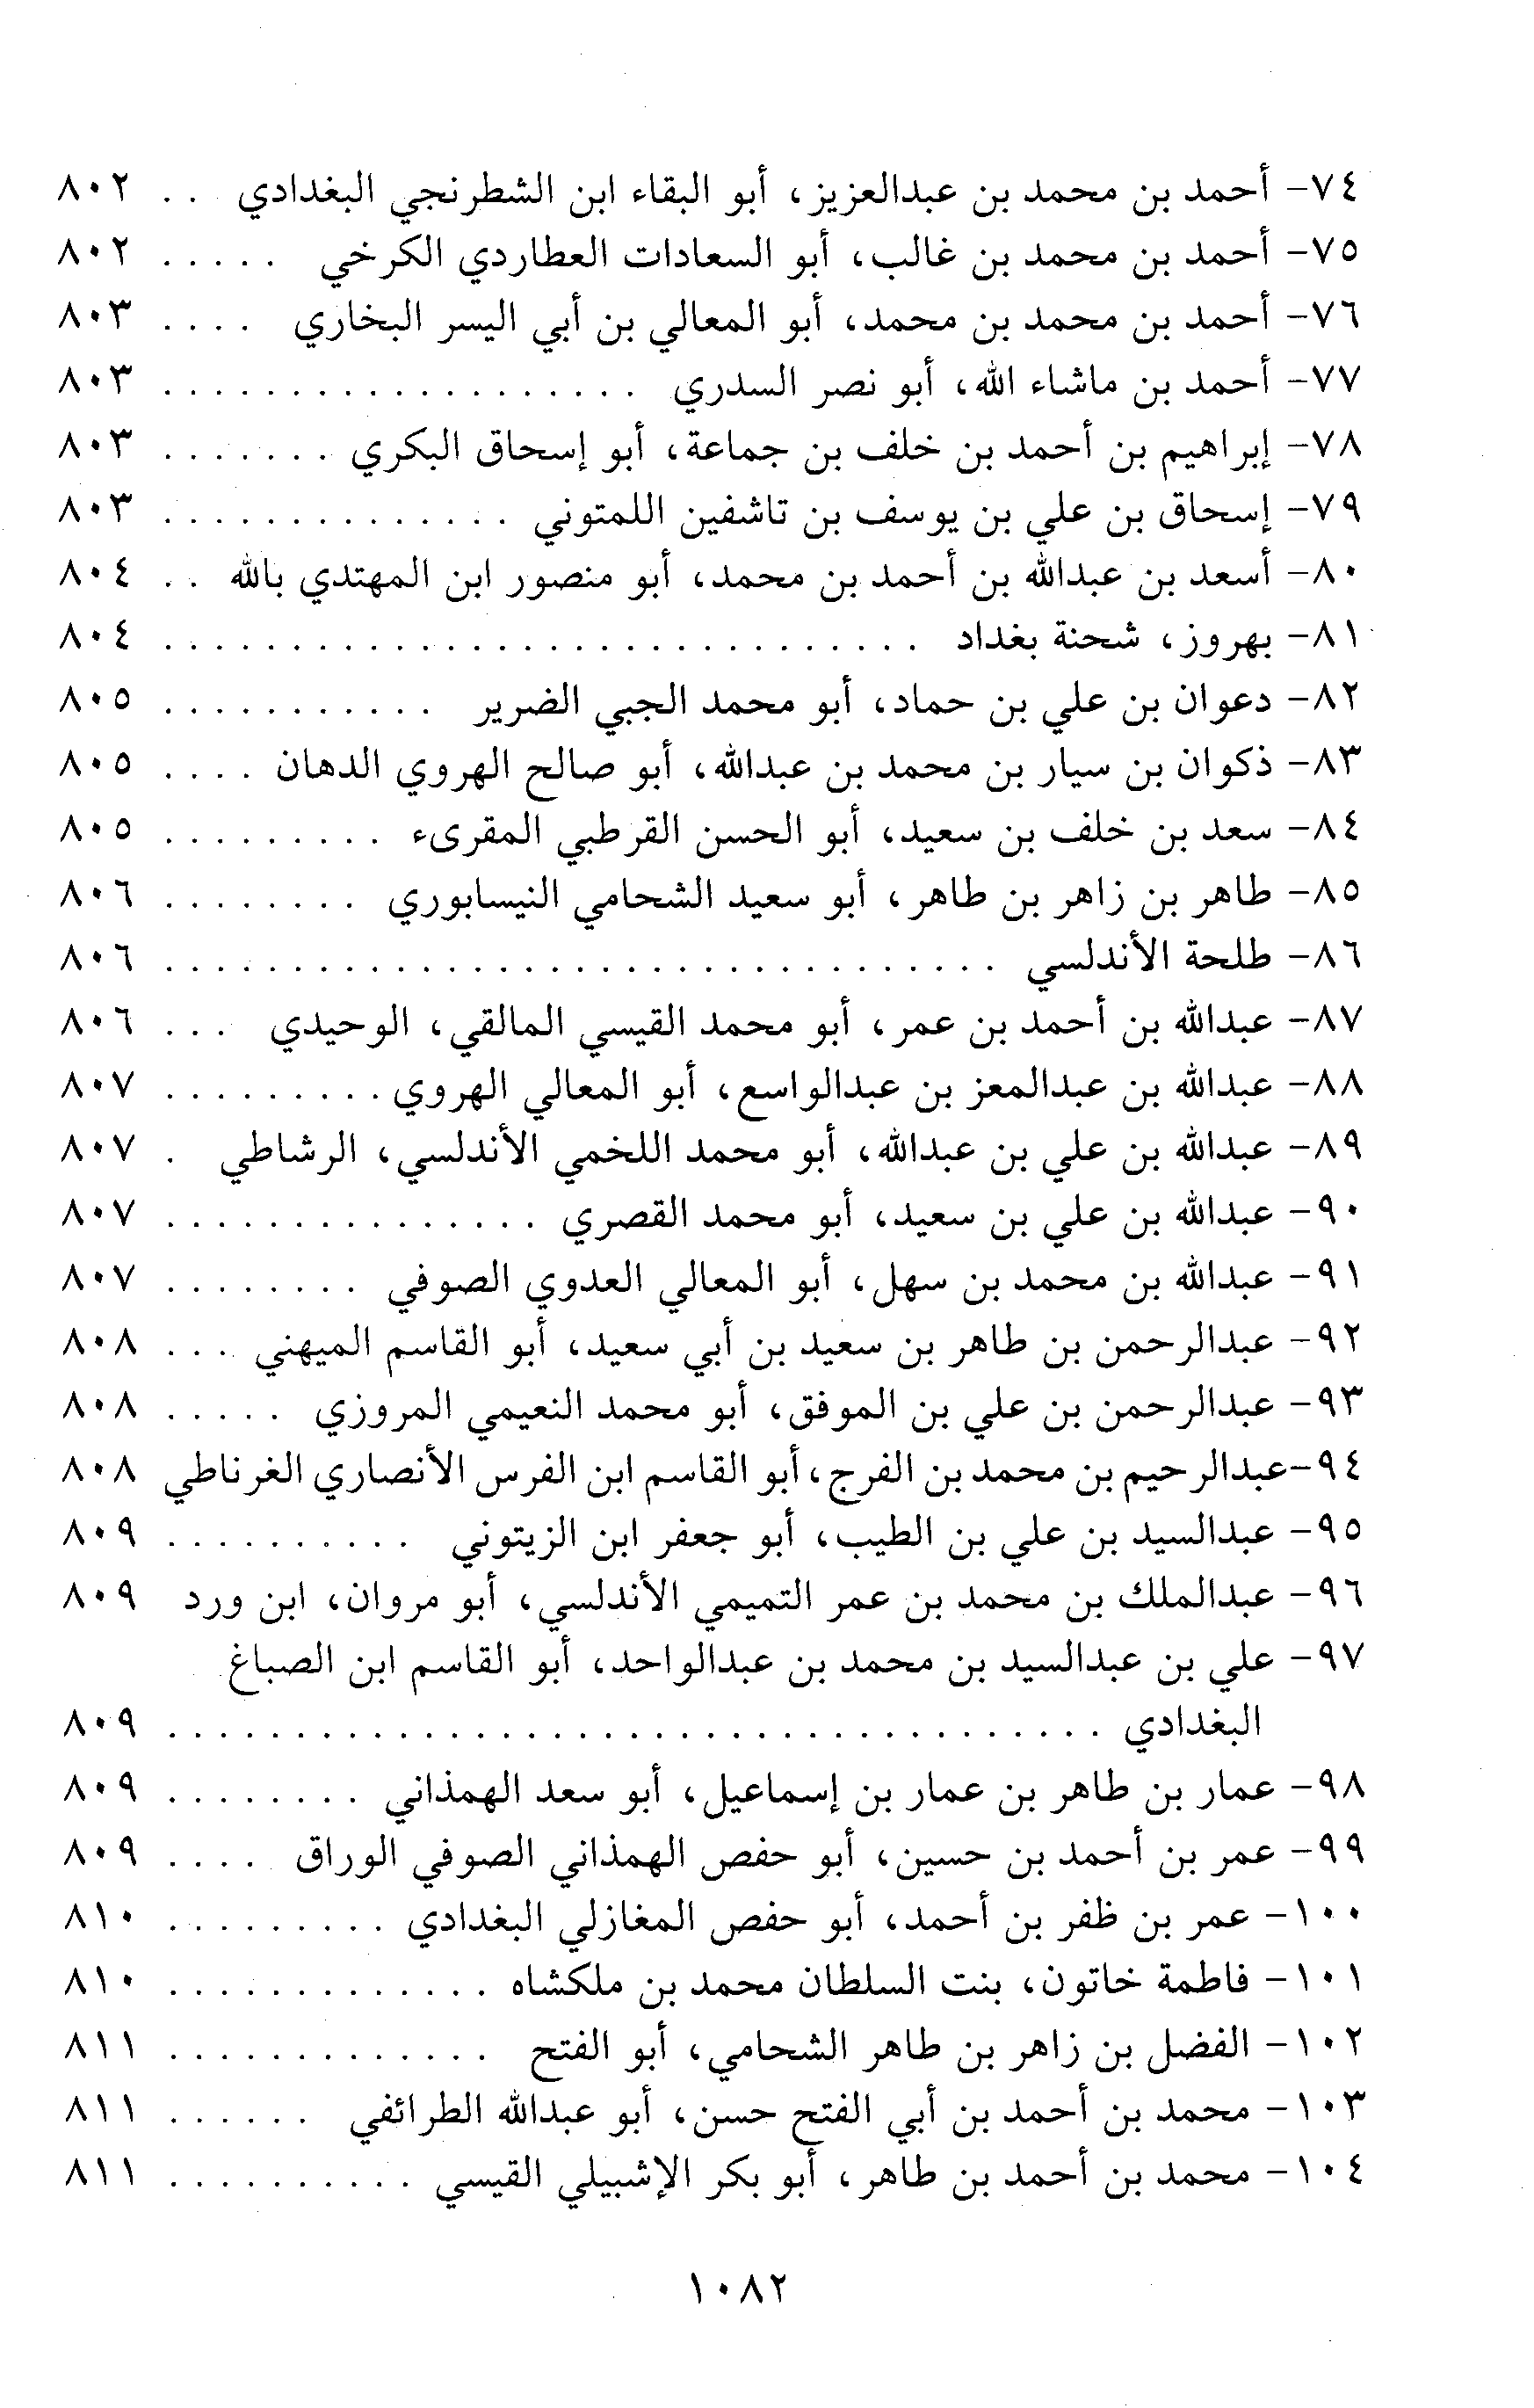 ٧٤- أحمد بن محمد بن عبدالعزيز، أبو البقاء ابن الشطرنجي البغدادي . . ٨٠٢
٧٥- أحمد بن محمد بن غالب، أبو السعادات العطاردي الكرخي . . . . . ٨٠٢
٧٦- أحمد بن محمد بن محمد، أبو المعالي بن أبي اليسر البخاري . . . . ٨٠٣
٧٧- أحمد بن ماشاء الله، أبو نصر السدري . . . . . . . . . . . . . . . . . . . ٨٠٣
٧٨- إبراهيم بن أحمد بن خلف بن جماعة، أبو إسحاق البكري . . . . . . . ٨٠٣
٧٩- إسحاق بن علي بن يوسف بن تاشفين اللمتوني . . . . . . . . . . . . . . ٨٠٣
٨٠- أسعد بن عبدالله بن أحمد بن محمد، أبو منصور ابن المهتدي بالله . . ٨٠٤
٨١- بهروز، شحنة بغداد . . . . . . . . . . . . . . . . . . . . . . . . . . . . . . ٨٠٤
٨٢- دعوان بن علي بن حماد، أبو محمد الجبي الضرير . . . . . . . . . . . ٨٠٥
٨٣- ذكوان بن سيار بن محمد بن عبدالله، أبو صالح الهروي الدهان . . . . ٨٠٥
٨٤- سعد بن خلف بن سعيد، أبو الحسن القرطبي المقرىء . . . . . . . . . ٨٠٥
٨٥- طاهر بن زاهر بن طاهر، أبو سعيد الشحامي النيسابوري . . . . . . . . ٨٠٦
٨٦- طلحة الأندلسي . . . . . . . . . . . . . . . . . . . . . . . . . . . . . . . . . ٨٠٦
٨٧- عبدالله بن أحمد بن عمر، أبو محمد القيسي المالقي، الوحيدي . . . ٨٠٦
٨٨- عبدالله بن عبدالمعز بن عبدالواسع، أبو المعالي الهروي . . . . . . . . . ٨٠٧
٨٩- عبدالله بن علي بن عبدالله، أبو محمد اللخمي الأندلسي، الرشاطي . ٨٠٧
٩٠- عبدالله بن علي بن سعيد، أبو محمد القصري . . . . . . . . . . . . . . . ٨٠٧
٩١- عبدالله بن محمد بن سهل، أبو المعالي العدوي الصوفي . . . . . . . . ٨٠٧
٩٢- عبدالرحمن بن طاهر بن سعيد بن أبي سعيد، أبو القاسم الميهني . . . ٨٠٨
٩٣- عبدالرحمن بن علي بن الموفق، أبو محمد النعيمي المروزي . . . . . ٨٠٨
٩٤-عبدالرحيم بن محمد بن الفرج، أبو القاسم ابن الفرس الأنصاري الغرناطي ٨٠٨
٩٥- عبدالسيد بن علي بن الطيب، أبو جعفر ابن الزيتوني . . . . . . . . . . ٨٠٩
٩٦- عبدالملك بن محمد بن عمر التميمي الأندلسي، أبو مروان، ابن ورد ٨٠٩
٩٧- علي بن عبدالسيد بن محمد بن عبدالواحد، أبو القاسم ابن الصباغ
البغدادي . . . . . . . . . . . . . . . . . . . . . . . . . . . . . . . . . . . . . ٨٠٩
٩٨- عمار بن طاهر بن عمار بن إسماعيل، أبو سعد الهمذاني . . . . . . . . ٨٠٩
٩٩- عمر بن أحمد بن حسين، أبو حفص الهمذاني الصوفي الوراق . . . . ٨٠٩
١٠٠- عمر بن ظفر بن أحمد، أبو حفص المغازلي البغدادي . . . . . . . . . ٨١٠
١٠١- فاطمة خاتون، بنت السلطان محمد بن ملكشاه . . . . . . . . . . . . . ٨١٠
١٠٢- الفضل بن زاهر بن طاهر الشحامي، أبو الفتح . . . . . . . . . . . . . ٨١١
١٠٣- محمد بن أحمد بن أبي الفتح حسن، أبو عبدالله الطرائفي . . . . . . ٨١١
١٠٤- محمد بن أحمد بن طاهر، أبو بكر الإشبيلي القيسي . . . . . . . . . . ٨١١
١٠٨٢